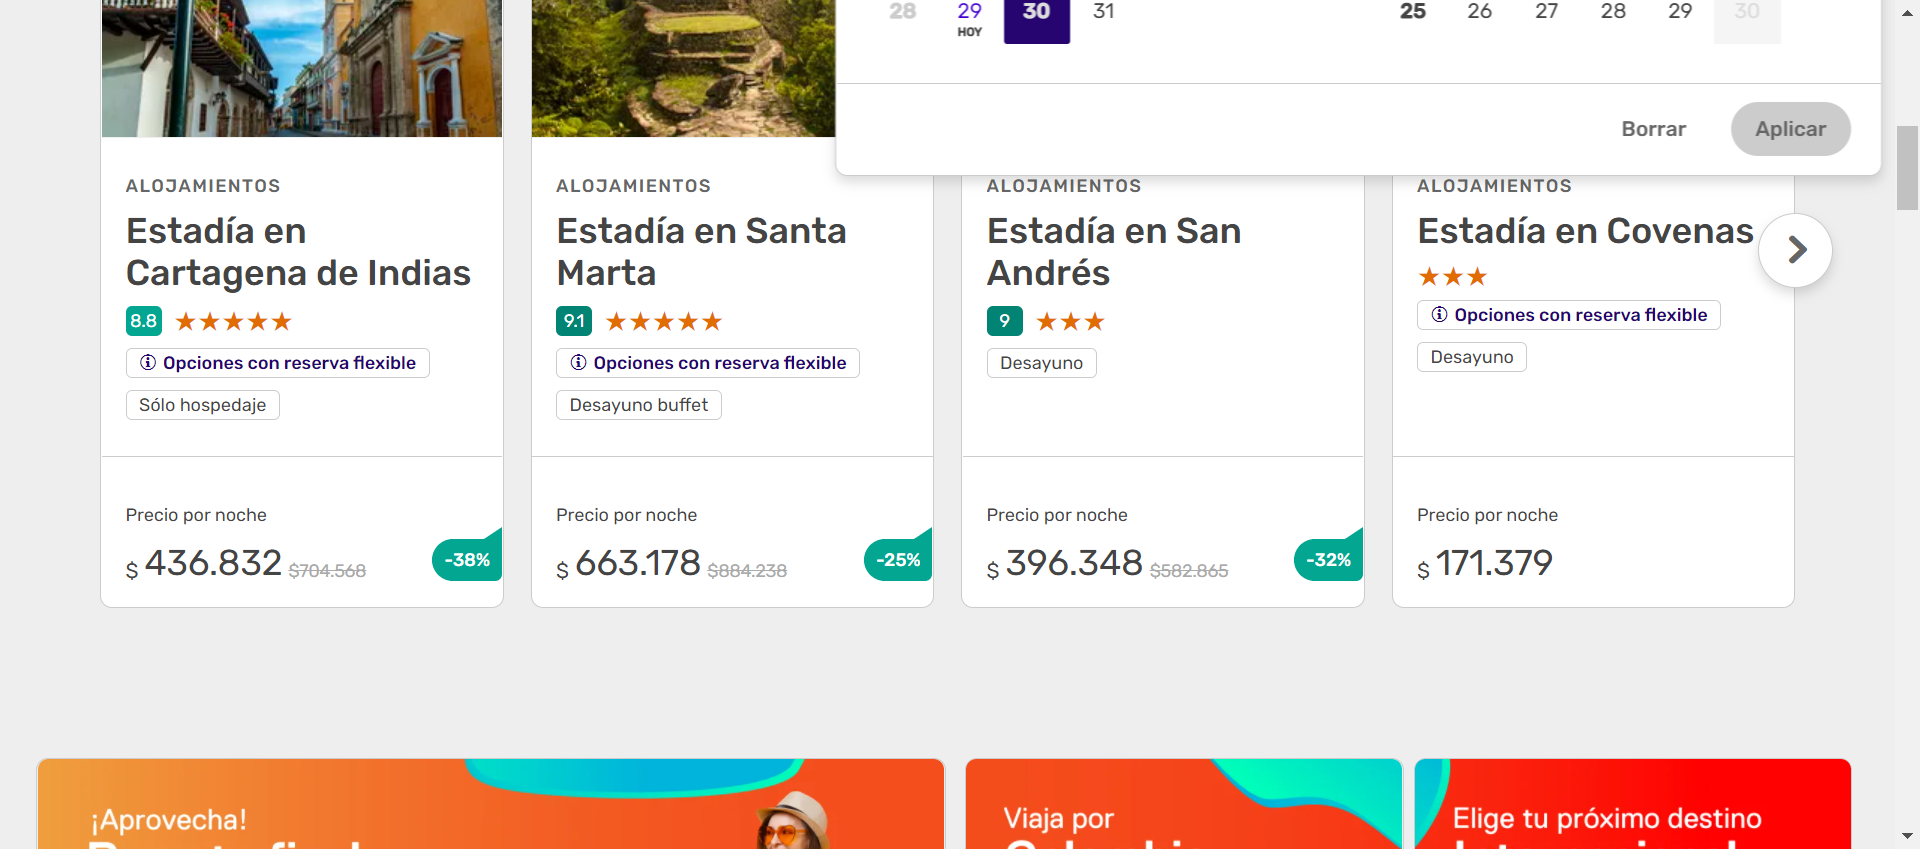 28 29 30 31 25 26 27 28 29 30
HOY
Borrar Aplicar
ALOJAMIENTOS
Estadía en
Cartagena de Indias
8.8
Opciones con reserva flexible
Sólo hospedaje
Precio por noche
$ 436.832 $704.568 -38%
ALOJAMIENTOS
Estadía en Santa
Marta
9.1
Opciones con reserva flexible
Desayuno buffet
Precio por noche
$ 663.178 $884.238 -25%
ALOJAMIENTOS
Estadía en San
Andrés
9
Desayuno
Precio por noche
$ 396.348 $582.865 -32%
ALOJAMIENTOS
Estadía en Covenas
Opciones con reserva flexible
Desayuno
Precio por noche
$ 171.379
¡Aprovecha!
Viaja por
Elige tu próximo destino